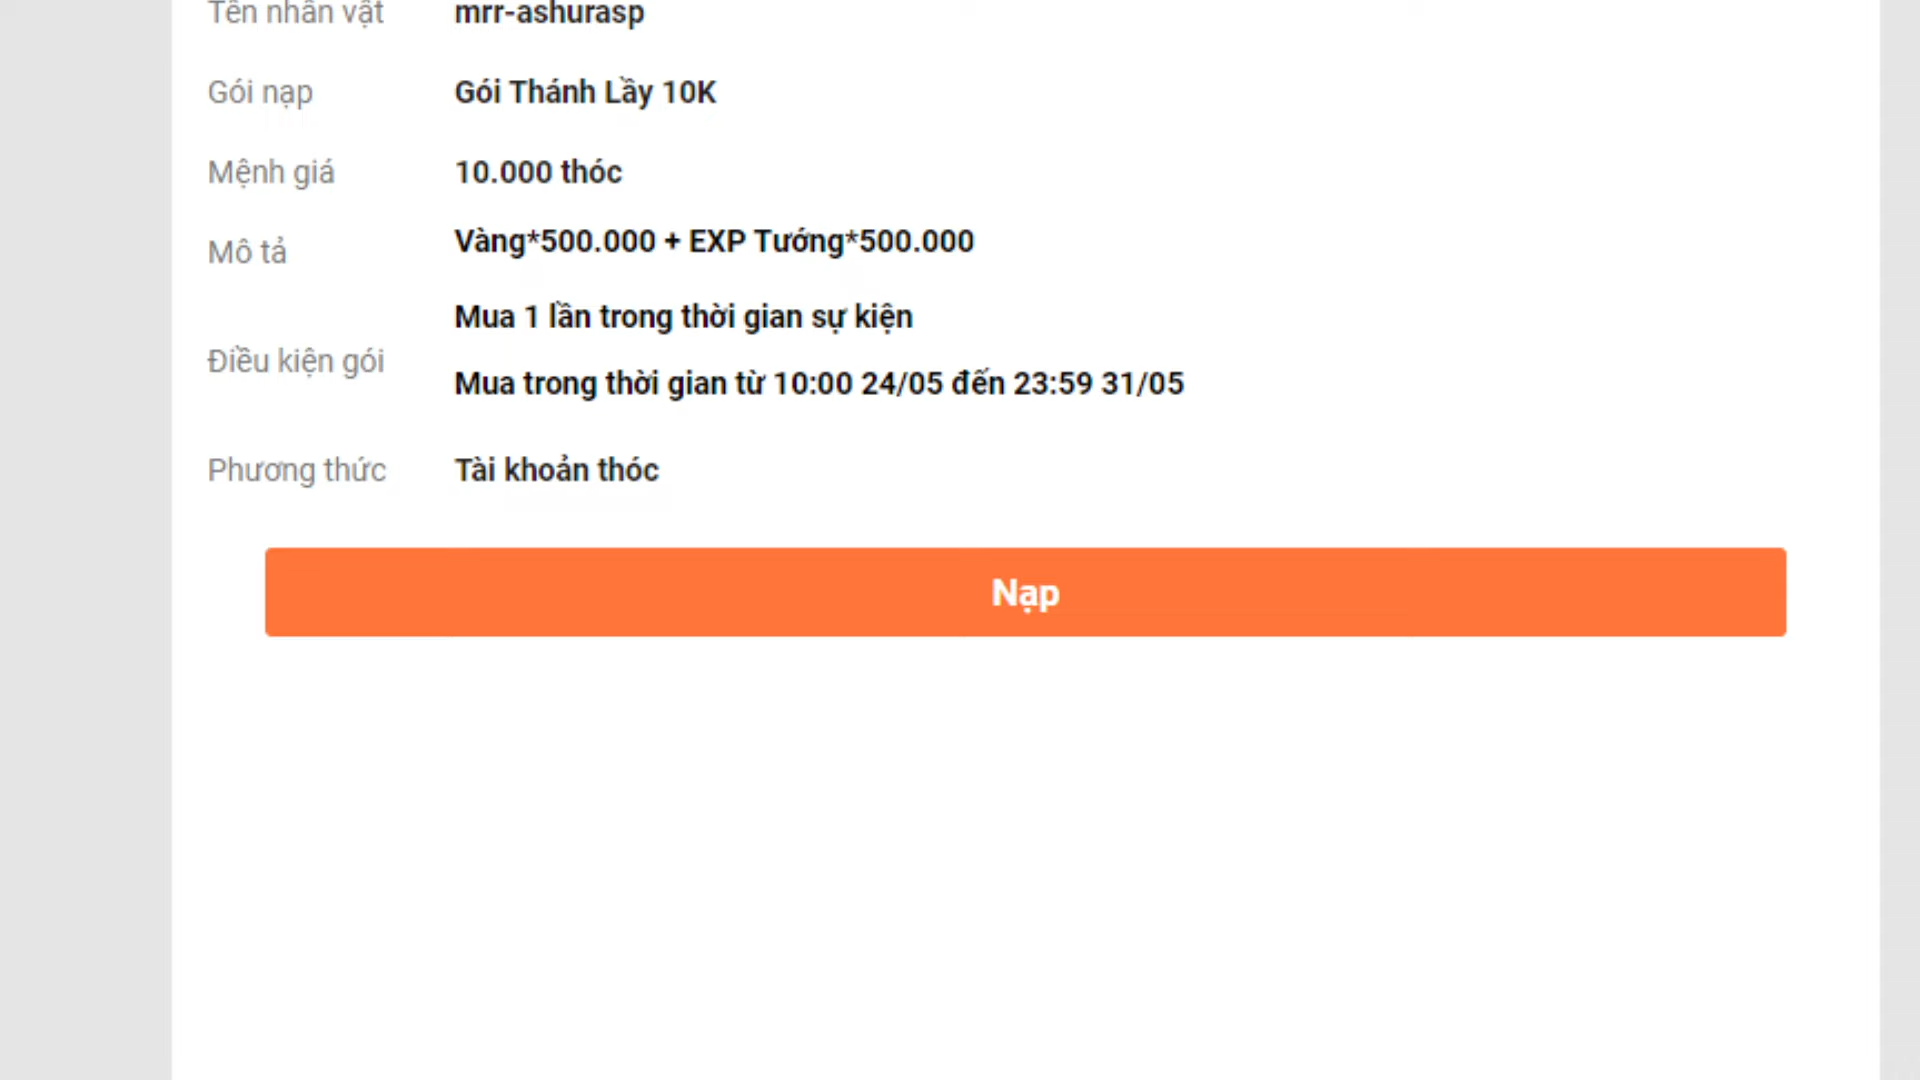 Tên nhân vật mrr-ashurasp
Gói nạp Gói Thánh Lầy 10K
Mệnh giá 10.000 thóc
Mô tả Vàng*500.000 + EXP Tướng*500.000
Điều kiện gói Mua 1 lần trong thời gian sự kiện
Mua trong thời gian từ 10:00 24/05 đến 23:59 31/05
Phương thức Tài khoản thóc
Nạp